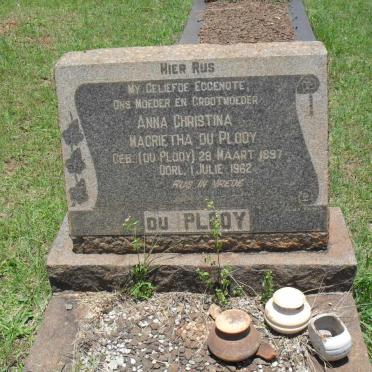 HIER RUS
MY GELIEFDE EGGENOTE,
ONS MOEDER EN GROOTMOEDER
ANNA CHRISTINA
MAGRIETHA DU PLOOY
GEB. (DU PLOOY) 28 MAART 1897
OORL. 1 JULIE 1962
RUS IN VREDE
DU PLOOY